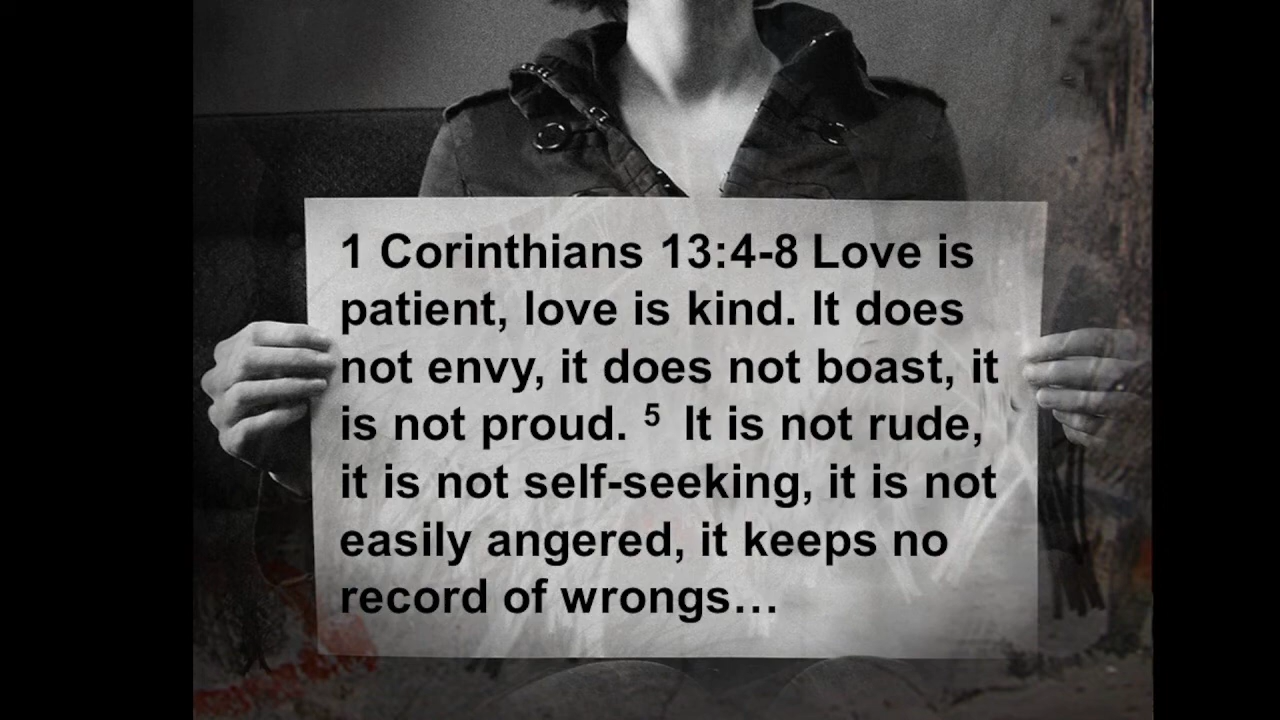 1 Corinthians 13:4-8 Love is
patient, love is kind. It does
not envy, it does not boast, it
is not proud. ⁵ It is not rude,
it is not self-seeking, it is not
easily angered, it keeps no
record of wrongs…